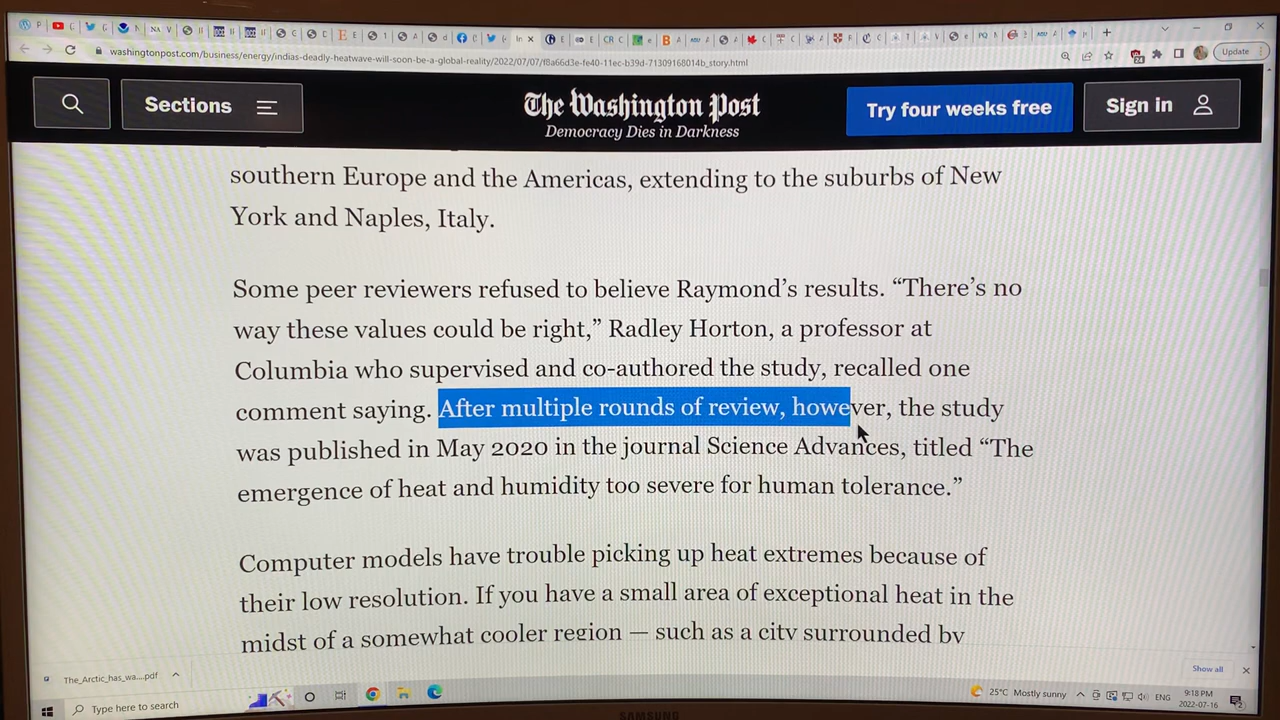 washingtonpost.com/business/energy/indias-deadly-heatwave-will-soon-be-a-global-reality/2022/07/07/f8a66d3e-fe40-11ec-b39d-71309168014b_story.html
Update
Sections
The Washington Post
Democracy Dies in Darkness
Try four weeks free
Sign in
southern Europe and the Americas, extending to the suburbs of New
York and Naples, Italy.
Some peer reviewers refused to believe Raymond’s results. “There’s no
way these values could be right,” Radley Horton, a professor at
Columbia who supervised and co-authored the study, recalled one
comment saying. After multiple rounds of review, however, the study
was published in May 2020 in the journal Science Advances, titled “The
emergence of heat and humidity too severe for human tolerance.”
Computer models have trouble picking up heat extremes because of
their low resolution. If you have a small area of exceptional heat in the
midst of a somewhat cooler region — such as a city surrounded by
The_Arctic_has_wa....pdf
Show all
Type here to search
25°C Mostly sunny
ENG
9:18 PM
2022-07-16
SAMSUNG